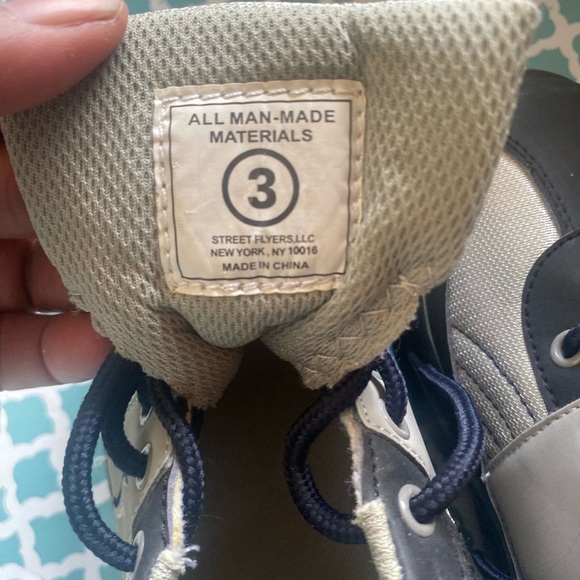 ALL MAN-MADE
MATERIALS
3
STREET FLYERS,LLC
NEW YORK, NY 10016
MADE IN CHINA